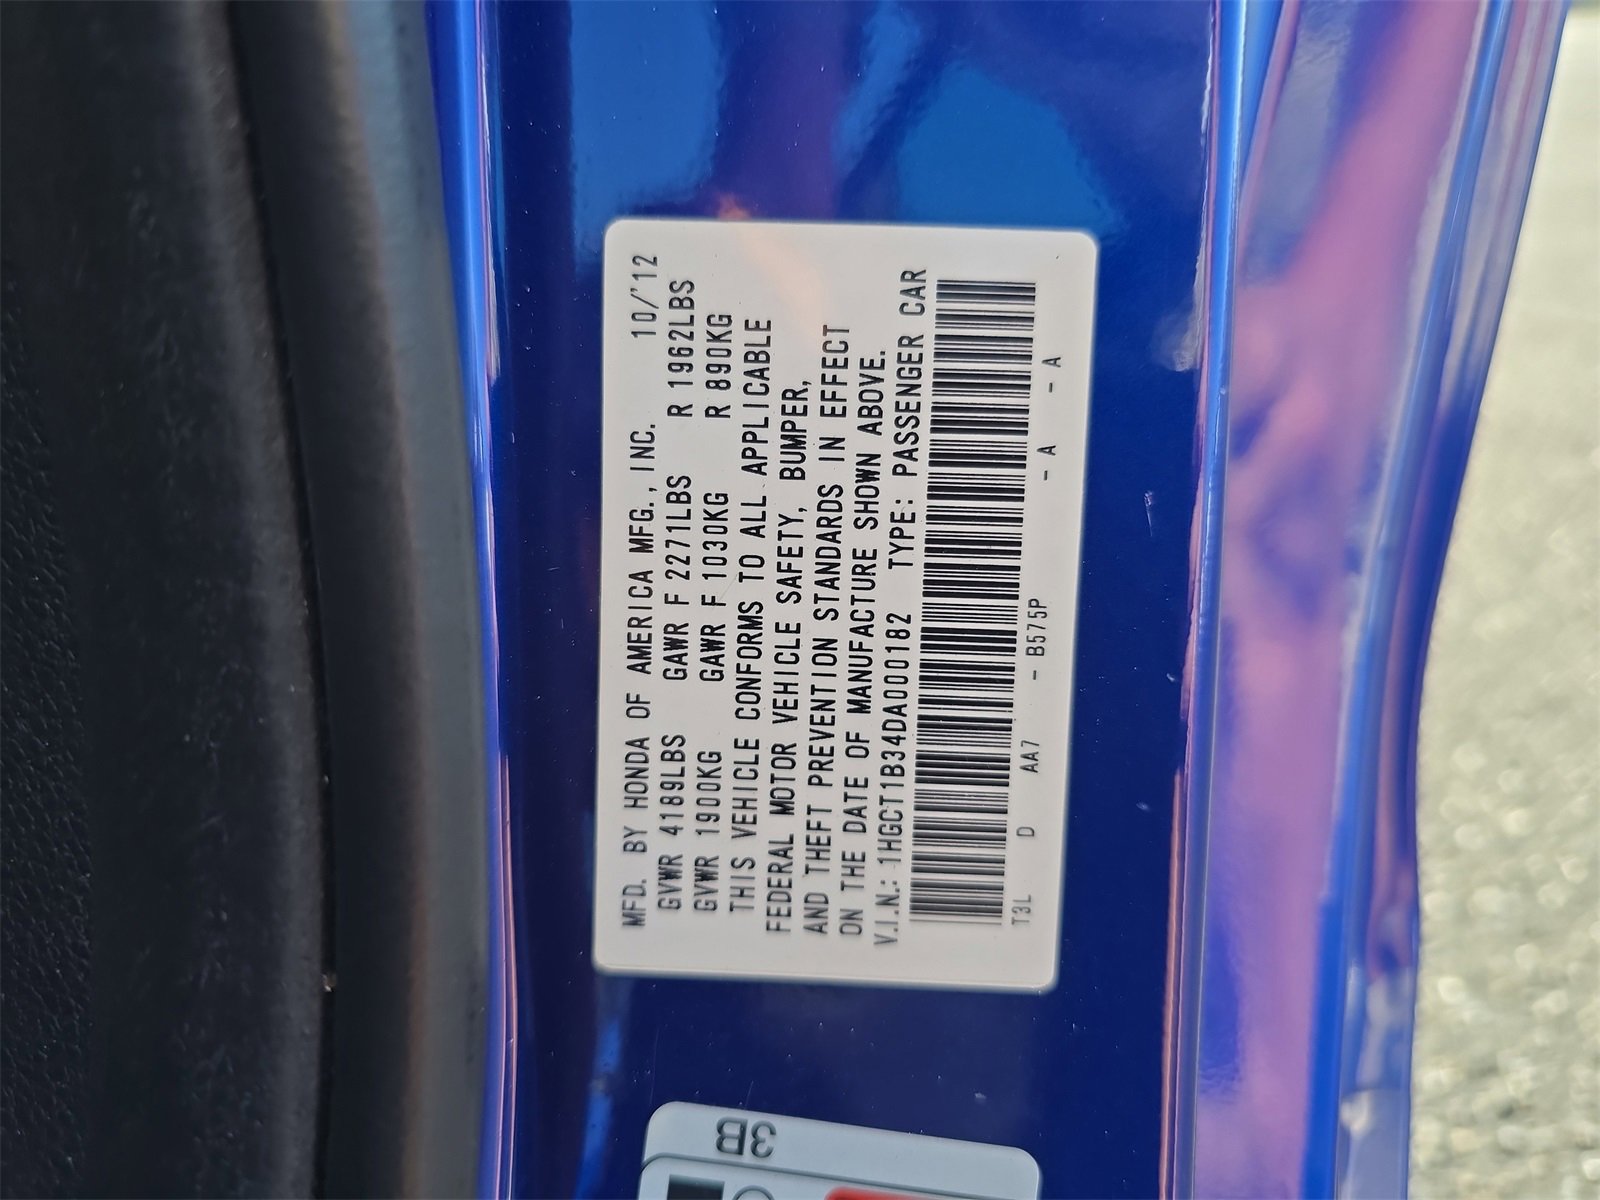 MFD. BY HONDA OF AMERICA MFG., INC. 10/'12
GVWR 4189LBS GAWR F 2271LBS R 1962LBS
GVWR 1900KG GAWR F 1030KG R 890KG
THIS VEHICLE CONFORMS TO ALL APPLICABLE
FEDERAL MOTOR VEHICLE SAFETY, BUMPER,
AND THEFT PREVENTION STANDARDS IN EFFECT
ON THE DATE OF MANUFACTURE SHOWN ABOVE.
V.I.N.: 1HGCT1B34DA000182 TYPE: PASSENGER CAR
T3L D AA7 - B575P - A - A
3B